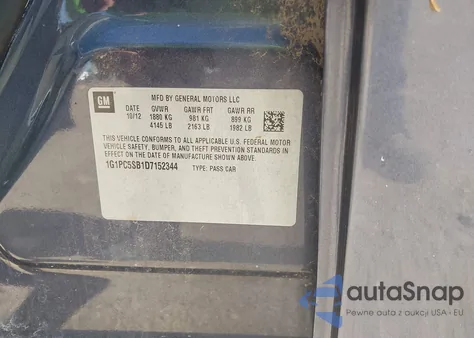 GM
MFD BY GENERAL MOTORS LLC
DATE GVWR GAWR FRT GAWR RR
10/12 1880 KG 981 KG 899 KG
4145 LB 2163 LB 1982 LB
THIS VEHICLE CONFORMS TO ALL APPLICABLE U.S. FEDERAL MOTOR
VEHICLE SAFETY, BUMPER, AND THEFT PREVENTION STANDARDS
IN EFFECT ON THE DATE OF MANUFACTURE SHOWN ABOVE.
1G1PC5SB1D7152344 TYPE: PASS CAR
autoSnap
Pewne auta z aukcji USA - EU